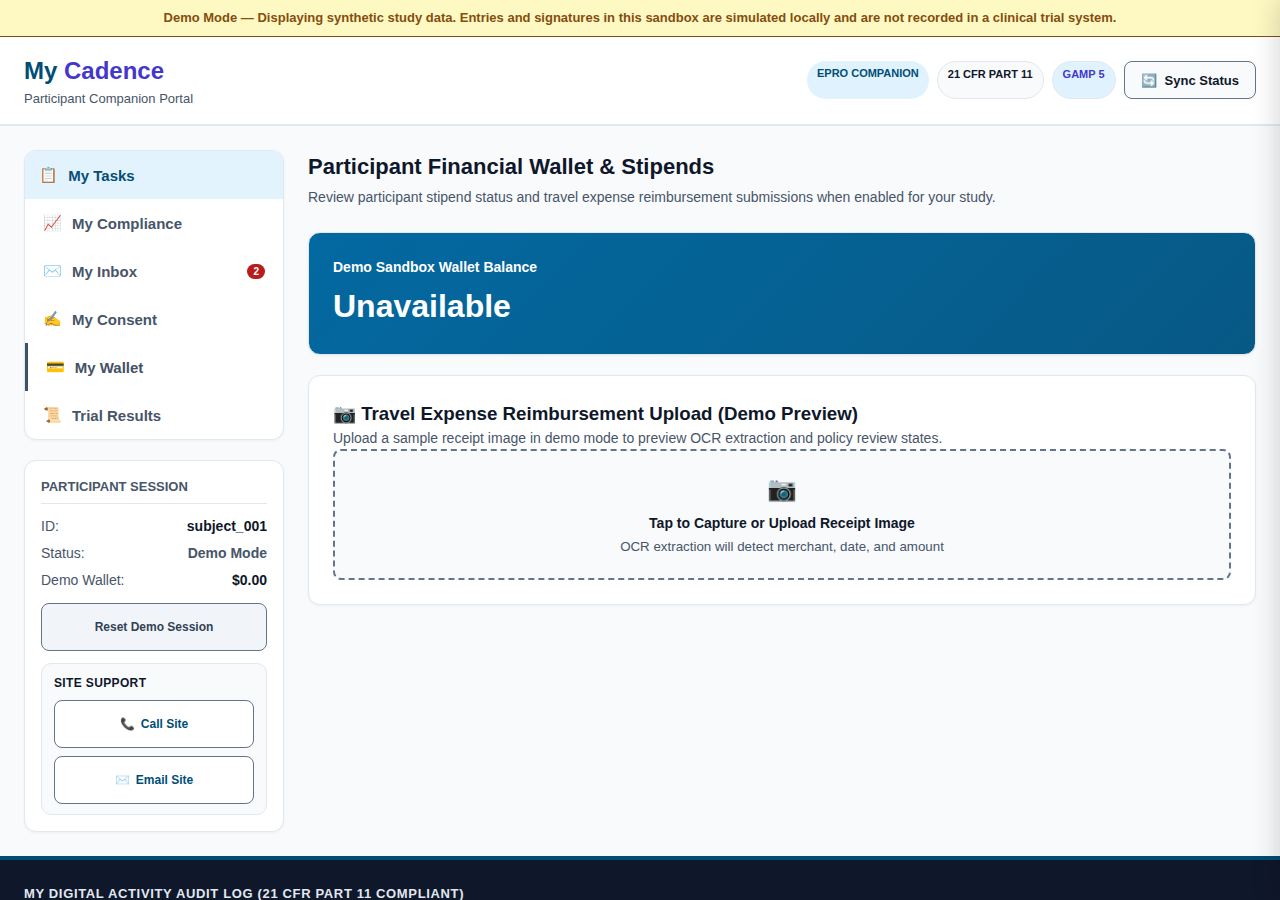 Demo Mode — Displaying synthetic study data. Entries and signatures in this sandbox are simulated locally and are not recorded in a clinical trial system.
My Cadence
Participant Companion Portal
EPRO COMPANION
21 CFR PART 11
GAMP 5
Sync Status
My Tasks
My Compliance
My Inbox
2
My Consent
My Wallet
Trial Results
PARTICIPANT SESSION
ID: subject_001
Status: Demo Mode
Demo Wallet: $0.00
Reset Demo Session
SITE SUPPORT
Call Site
Email Site
Participant Financial Wallet & Stipends
Review participant stipend status and travel expense reimbursement submissions when enabled for your study.
Demo Sandbox Wallet Balance
Unavailable
Travel Expense Reimbursement Upload (Demo Preview)
Upload a sample receipt image in demo mode to preview OCR extraction and policy review states.
Tap to Capture or Upload Receipt Image
OCR extraction will detect merchant, date, and amount
MY DIGITAL ACTIVITY AUDIT LOG (21 CFR PART 11 COMPLIANT)